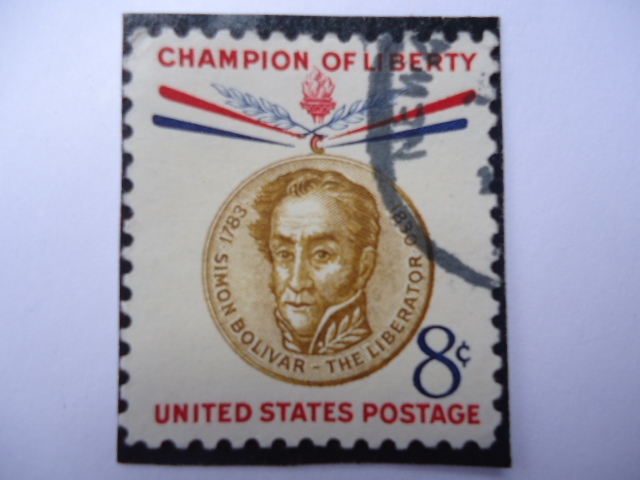 CHAMPION OF LIBERTY
1783
1830
SIMON BOLIVAR - THE LIBERATOR
8¢
UNITED STATES POSTAGE